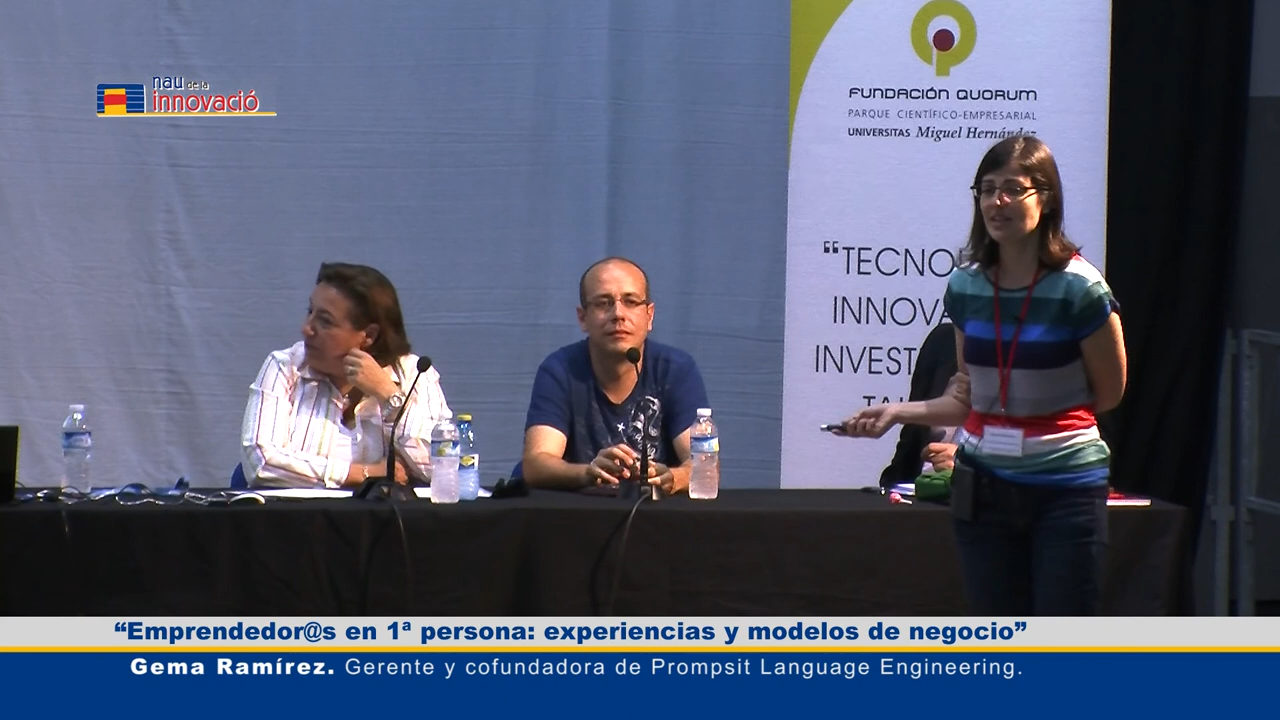 nau de la
innovació
FUNDACIÓN QUORUM
PARQUE CIENTÍFICO-EMPRESARIAL
UNIVERSITAS Miguel Hernández
“TECNO
INNOVA
INVEST
“Emprendedor@s en 1ª persona: experiencias y modelos de negocio”
Gema Ramírez. Gerente y cofundadora de Prompsit Language Engineering.